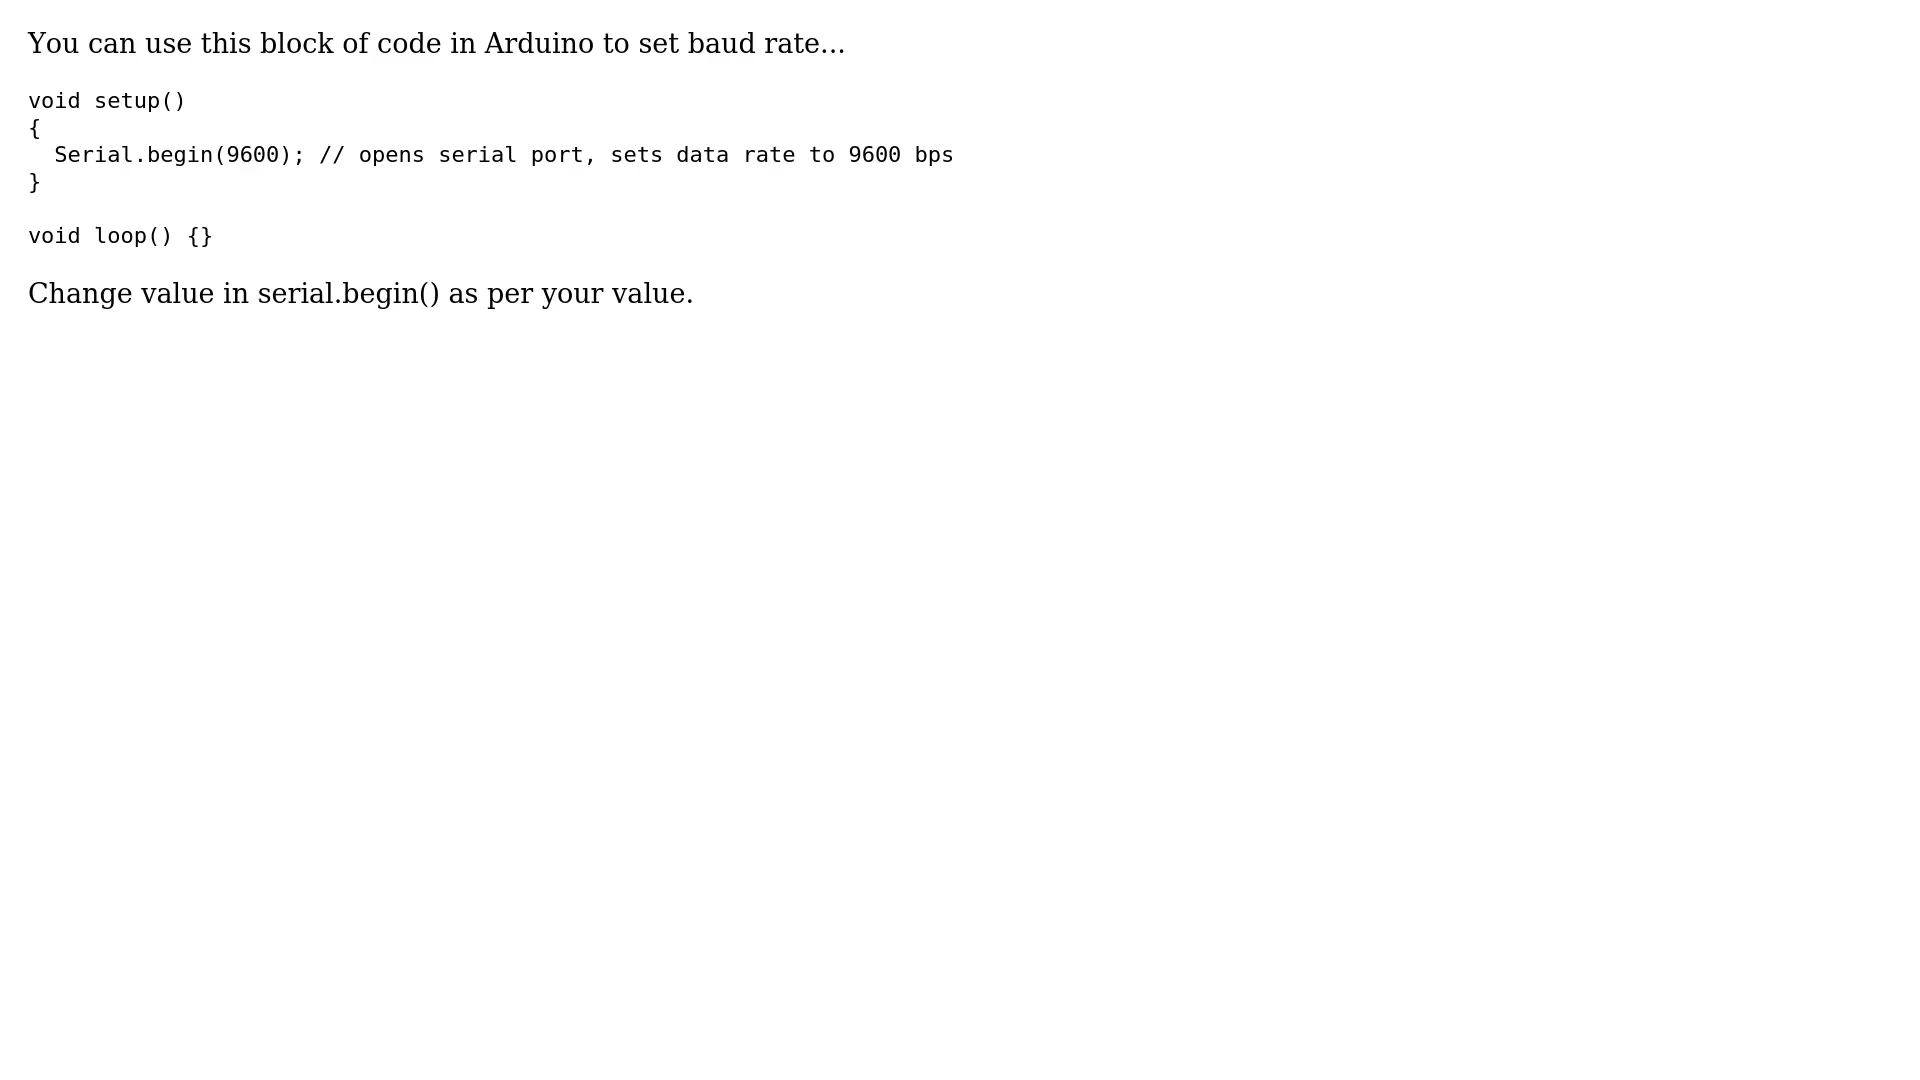 You can use this block of code in Arduino to set baud rate...
void setup()
{
  Serial.begin(9600); // opens serial port, sets data rate to 9600 bps
}
void loop() {}
Change value in serial.begin() as per your value.